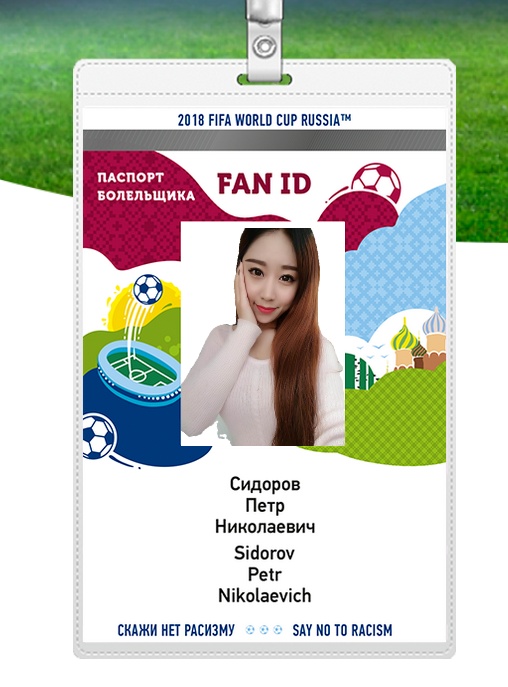 2018 FIFA WORLD CUP RUSSIA™
ПАСПОРТ
БОЛЕЛЬЩИКА
FAN ID
Сидоров
Петр
Николаевич
Sidorov
Petr
Nikolaevich
СКАЖИ НЕТ РАСИЗМУ SAY NO TO RACISM